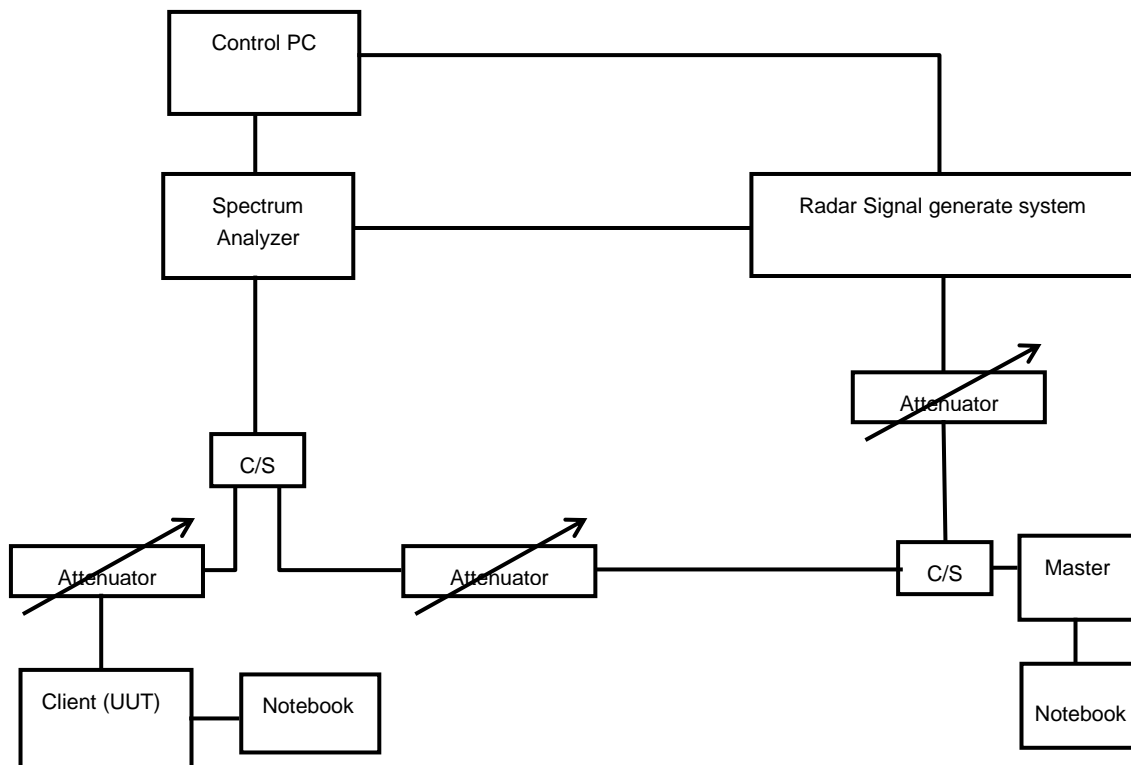 Control PC
Spectrum
Analyzer
Radar Signal generate system
Attenuator
C/S
Attenuator
Attenuator
C/S
Master
Client (UUT)
Notebook
Notebook